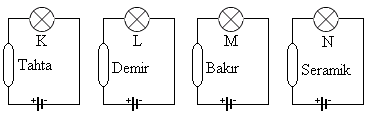 K L M N
Tahta Demir Bakır Seramik
+ - + - + - + -